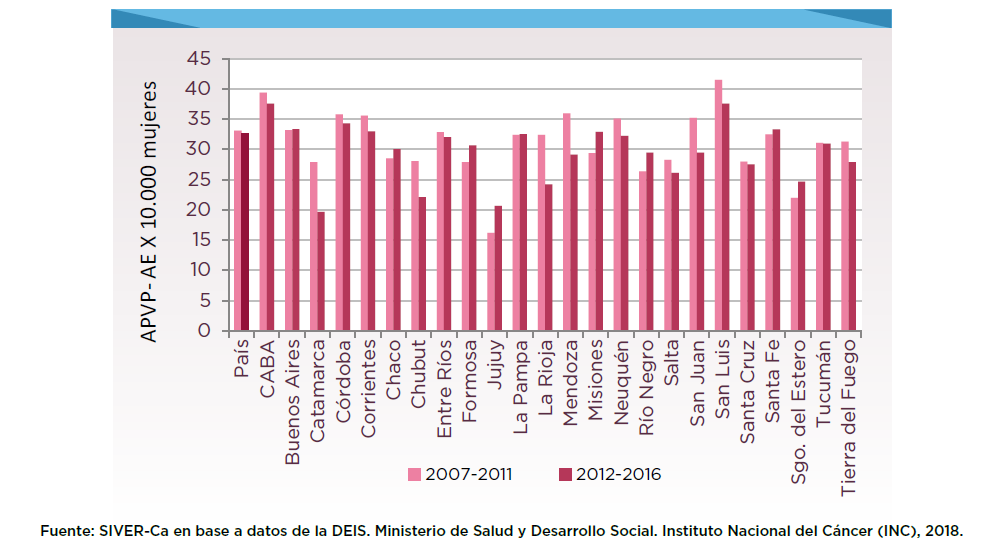 APVP- AE X 10.000 mujeres
45
40
35
30
25
20
15
10
5
0
País
CABA
Buenos Aires
Catamarca
Córdoba
Corrientes
Chaco
Chubut
Entre Ríos
Formosa
Jujuy
La Pampa
La Rioja
Mendoza
Misiones
Neuquén
Río Negro
Salta
San Juan
San Luis
Santa Cruz
Santa Fe
Sgo. del Estero
Tucumán
Tierra del Fuego
2007-2011
2012-2016
Fuente: SIVER-Ca en base a datos de la DEIS. Ministerio de Salud y Desarrollo Social. Instituto Nacional del Cáncer (INC), 2018.